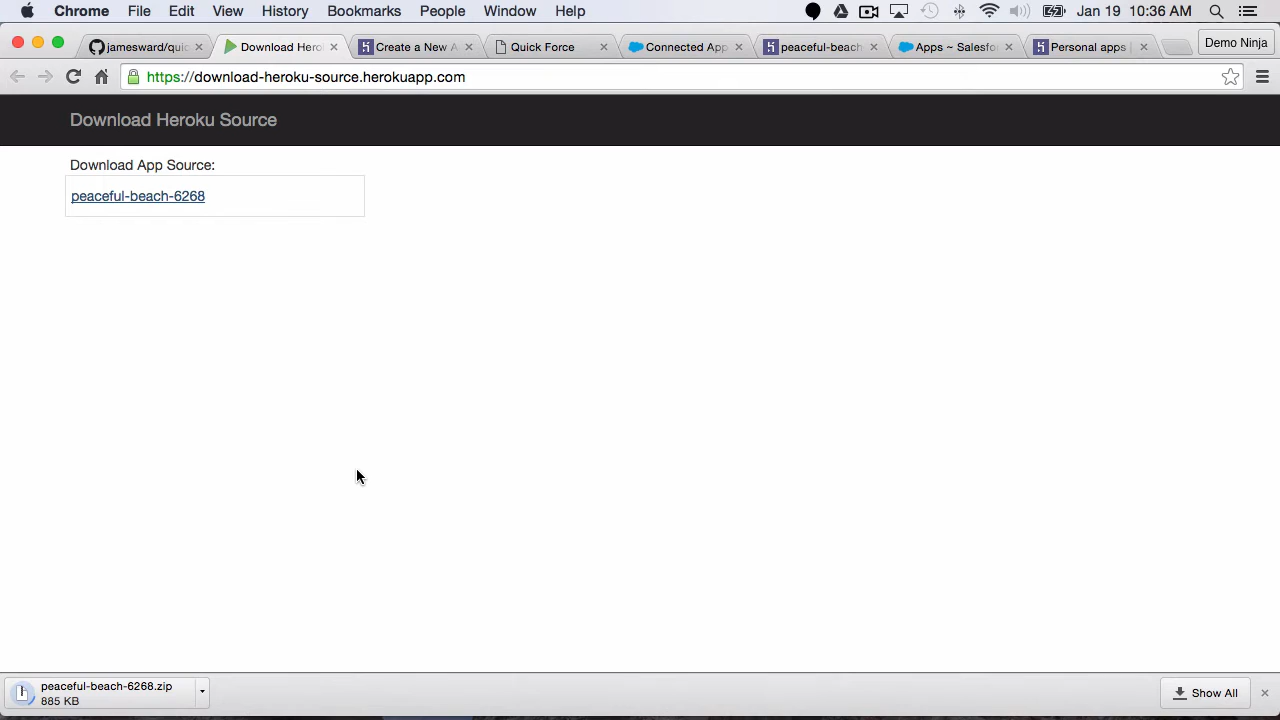 Chrome File Edit View History Bookmarks People Window Help Jan 19 10:36 AM
jamesward/quic Download Hero Create a New A Quick Force Connected App peaceful-beach Apps ~ Salesfo Personal apps Demo Ninja
https://download-heroku-source.herokuapp.com
Download Heroku Source
Download App Source:
peaceful-beach-6268
peaceful-beach-6268.zip
885 KB
Show All